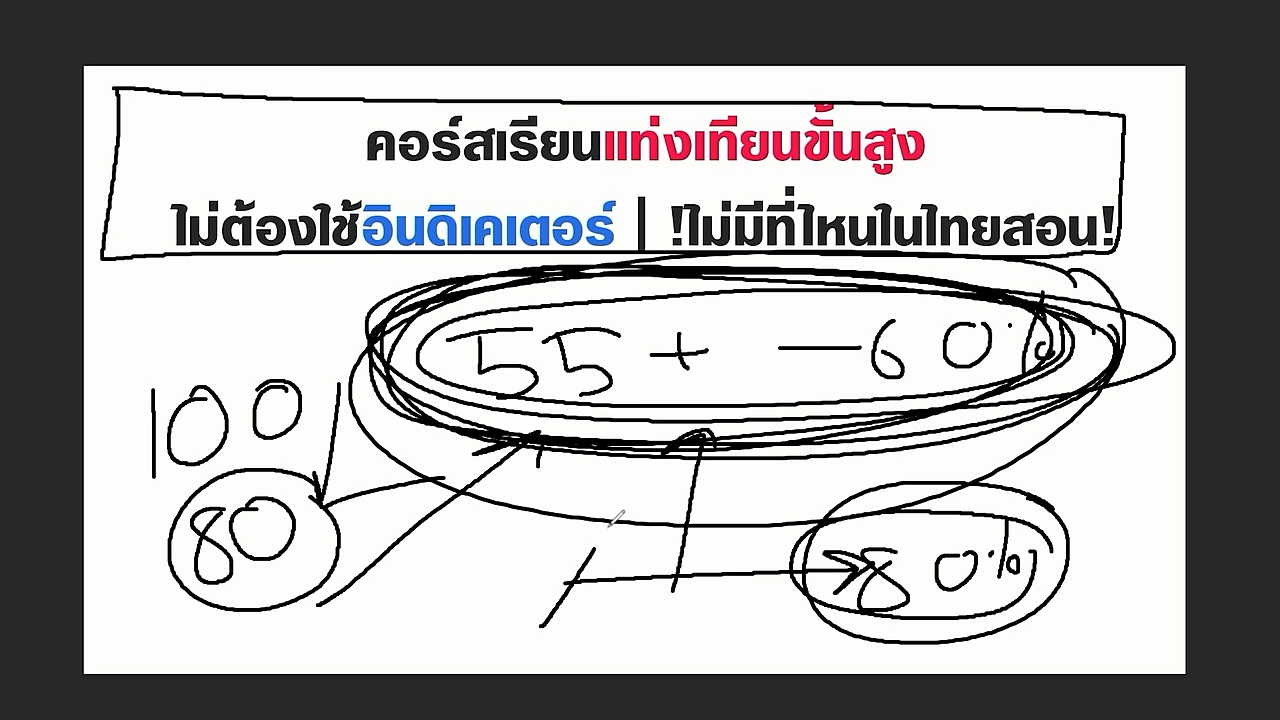 คอร์สเรียนแท่งเทียนขั้นสูง
ไม่ต้องใช้อินดิเคเตอร์ | !ไม่มีที่ไหนในไทยสอน!
55 + - 60%
100
80
80%